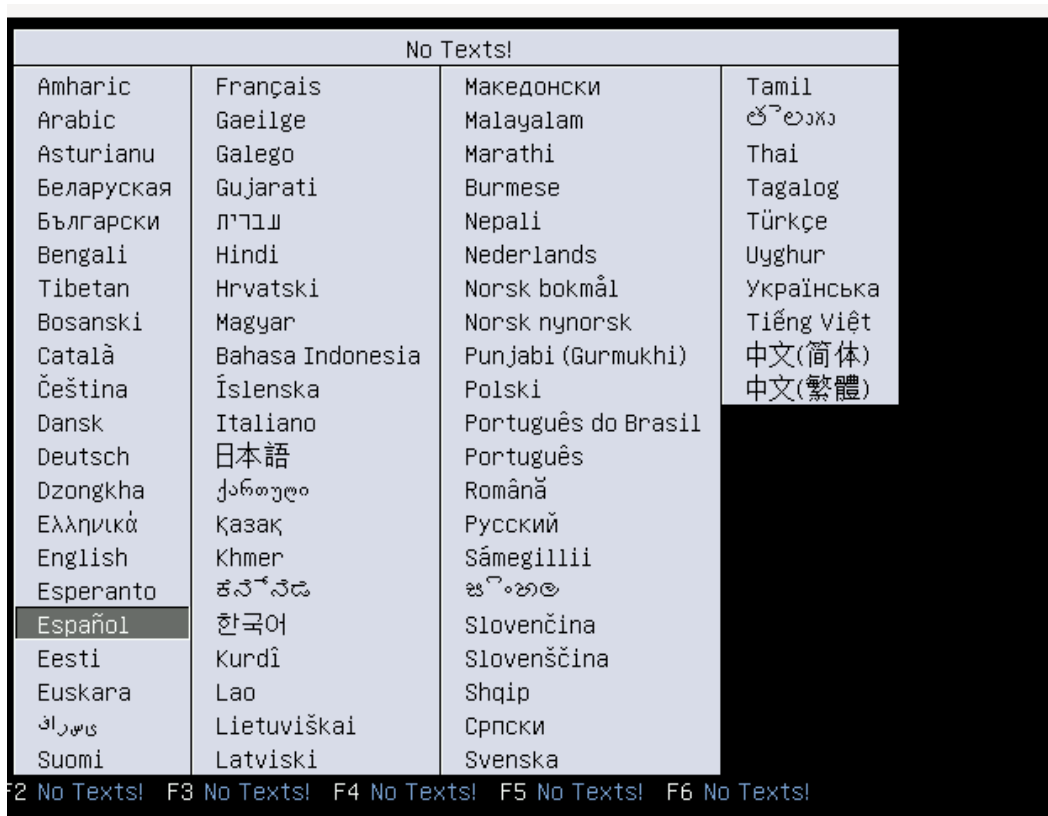 No Texts!
Amharic
Arabic
Asturianu
Беларуская
Български
Bengali
Tibetan
Bosanski
Català
Čeština
Dansk
Deutsch
Dzongkha
Ελληνικά
English
Esperanto
Español
Eesti
Euskara
ﻯﺱﺭﺍﻑ
Suomi
Français
Gaeilge
Galego
Gujarati
עברית
Hindi
Hrvatski
Magyar
Bahasa Indonesia
Íslenska
Italiano
日本語
ქართული
Қазақ
Khmer
ಕನ್ನಡ
한국어
Kurdî
Lao
Lietuviškai
Latviski
Македонски
Malayalam
Marathi
Burmese
Nepali
Nederlands
Norsk bokmål
Norsk nynorsk
Punjabi (Gurmukhi)
Polski
Português do Brasil
Português
Română
Русский
Sámegillii
සිංහල
Slovenčina
Slovenščina
Shqip
Српски
Svenska
Tamil
తెలుగు
Thai
Tagalog
Türkçe
Uyghur
Українська
Tiếng Việt
中文(简体)
中文(繁體)
F2 No Texts! F3 No Texts! F4 No Texts! F5 No Texts! F6 No Texts!